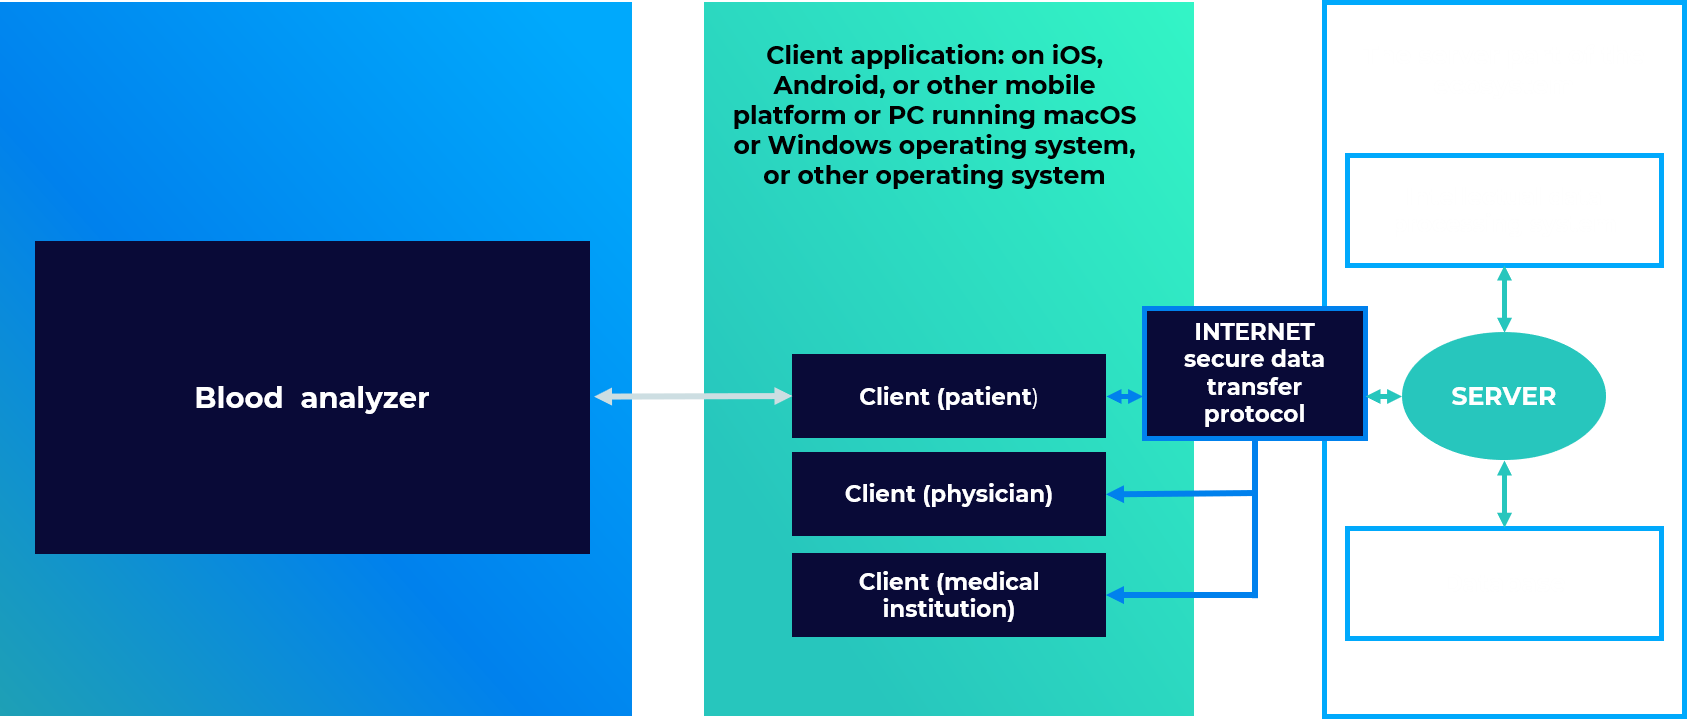 Client application: on iOS,
Android, or other mobile
platform or PC running macOS
or Windows operating system,
or other operating system
Blood analyzer
Client (patient)
Client (physician)
Client (medical
institution)
INTERNET
secure data
transfer
protocol
SERVER